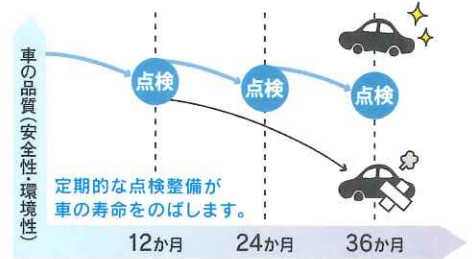 車の品質(安全性・環境性)
点検
点検
点検
定期的な点検整備が
車の寿命をのばします。
12か月
24か月
36か月